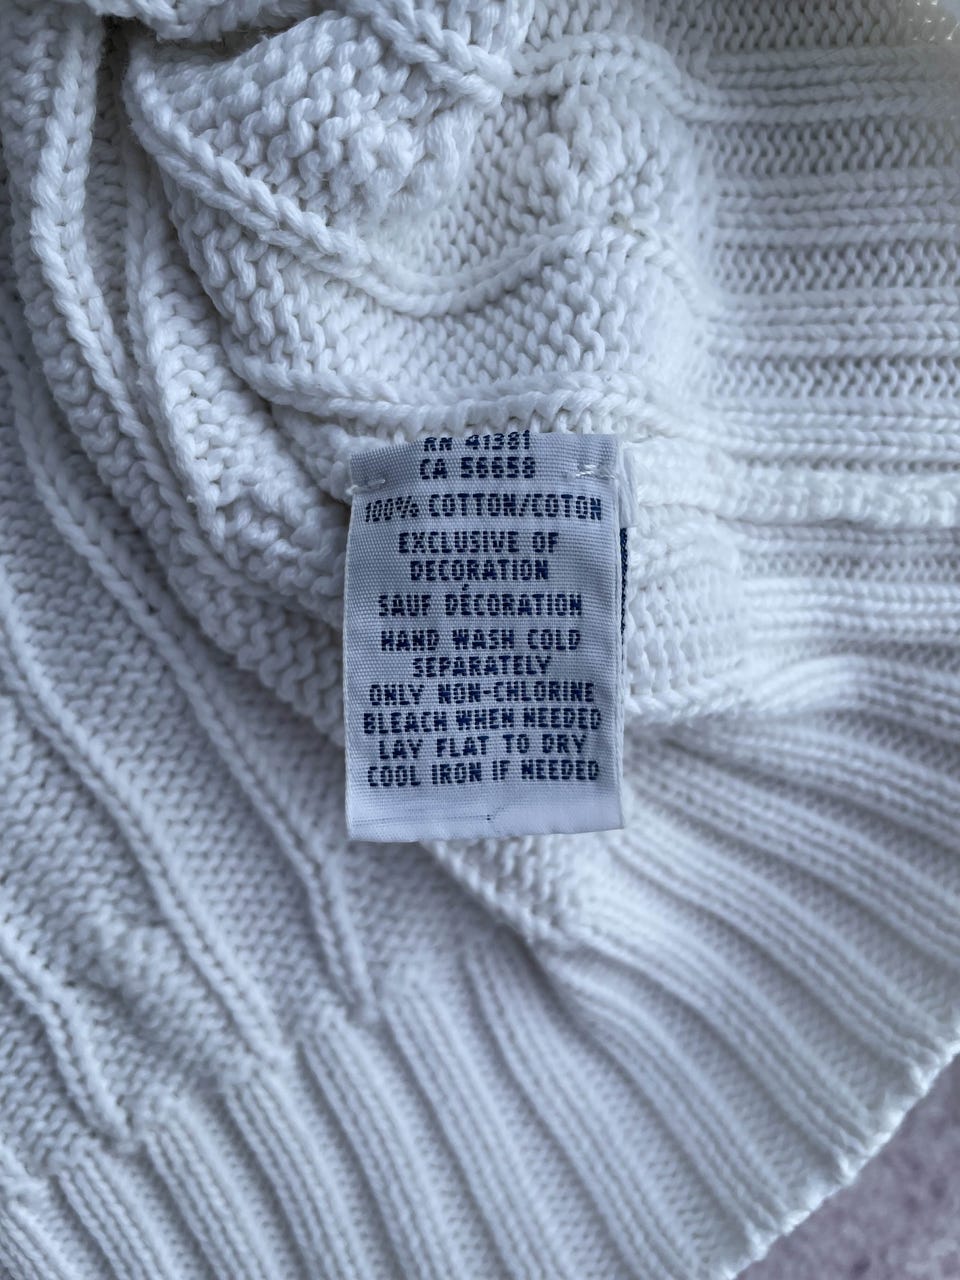 RN 41381
CA 56658
100% COTTON/COTON
EXCLUSIVE OF
DECORATION
SAUF DÉCORATION
HAND WASH COLD
SEPARATELY
ONLY NON-CHLORINE
BLEACH WHEN NEEDED
LAY FLAT TO DRY
COOL IRON IF NEEDED